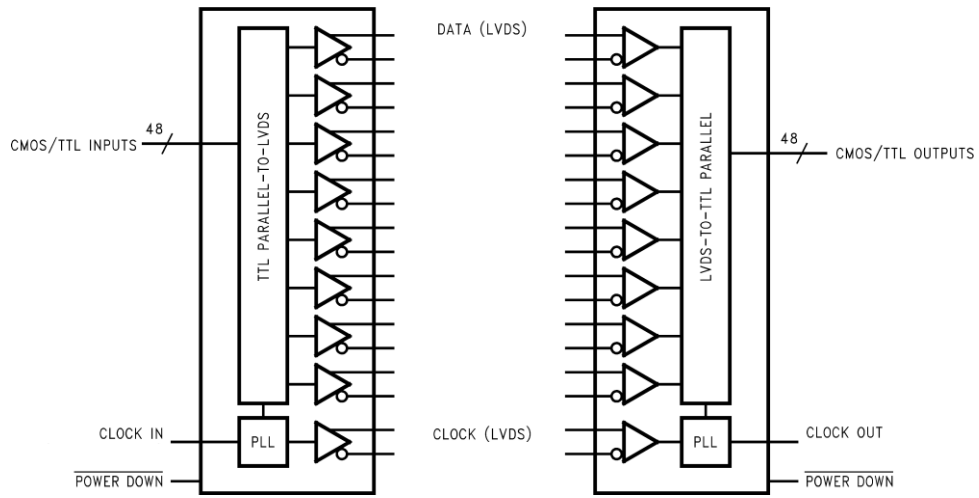 DATA (LVDS)
48
CMOS/TTL INPUTS
TTL PARALLEL-TO-LVDS
LVDS-TO-TTL PARALLEL
48
CMOS/TTL OUTPUTS
CLOCK IN
PLL
CLOCK (LVDS)
PLL
CLOCK OUT
POWER DOWN
POWER DOWN